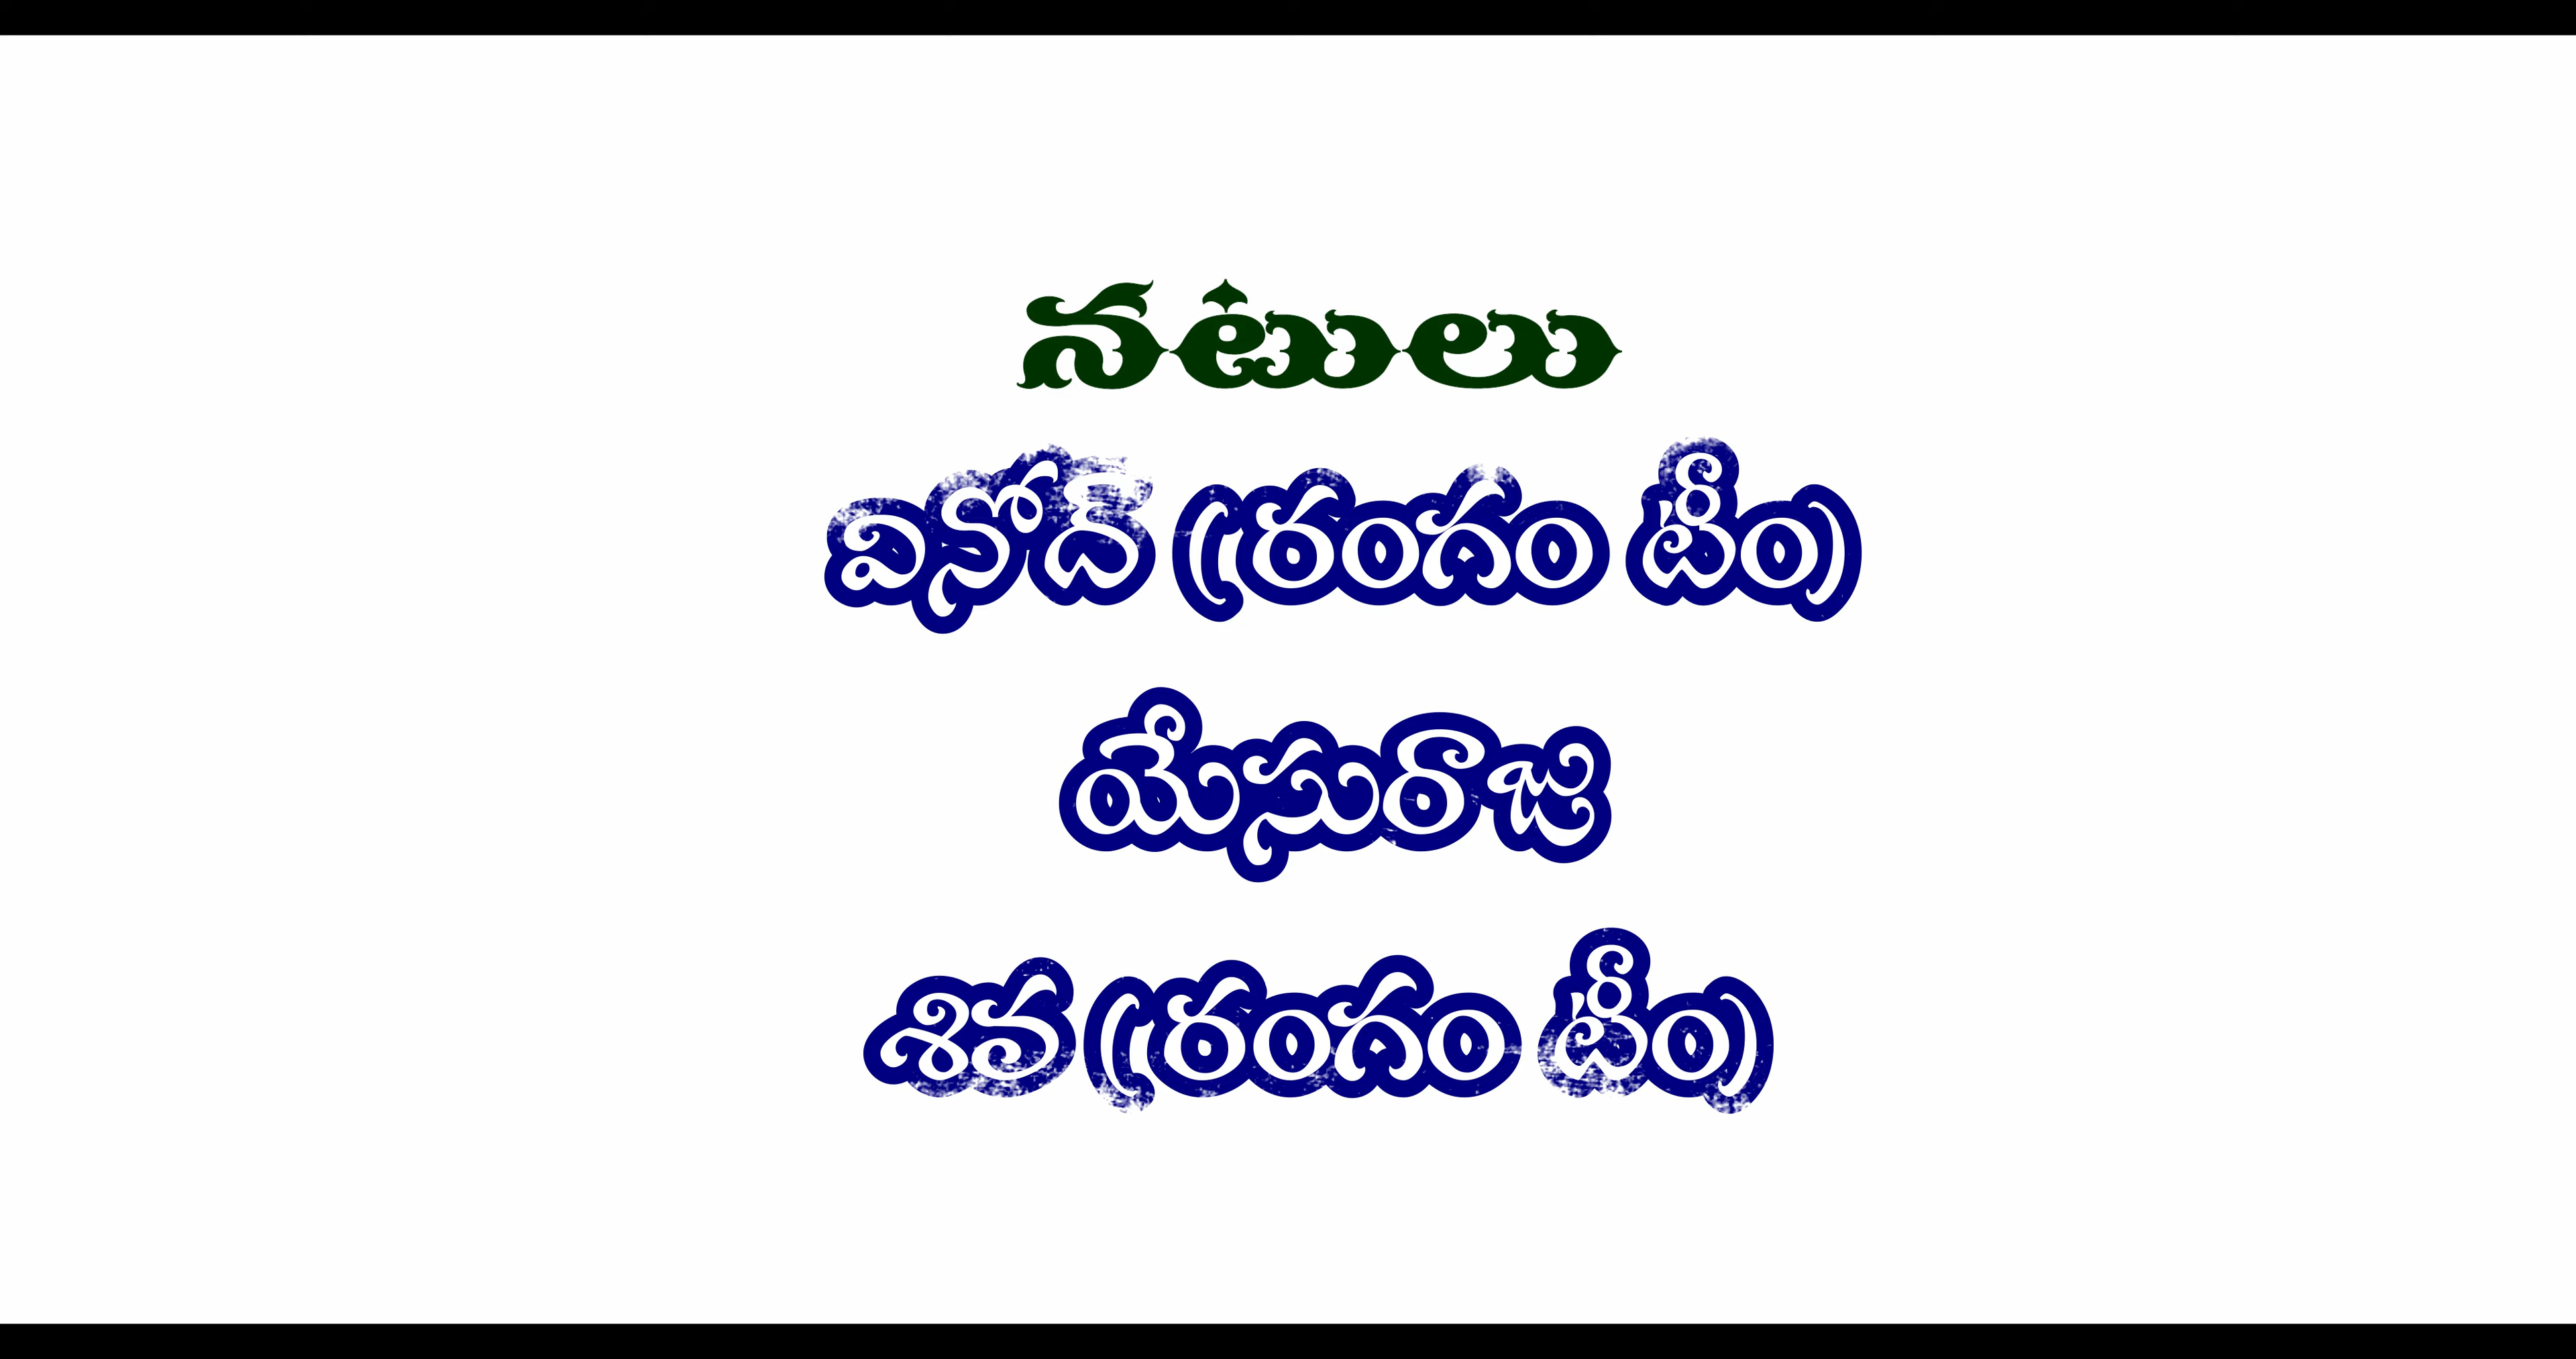 నటులు
వినోద్ (రంగం టీం)
యేసురాజు
శివ (రంగం టీం)